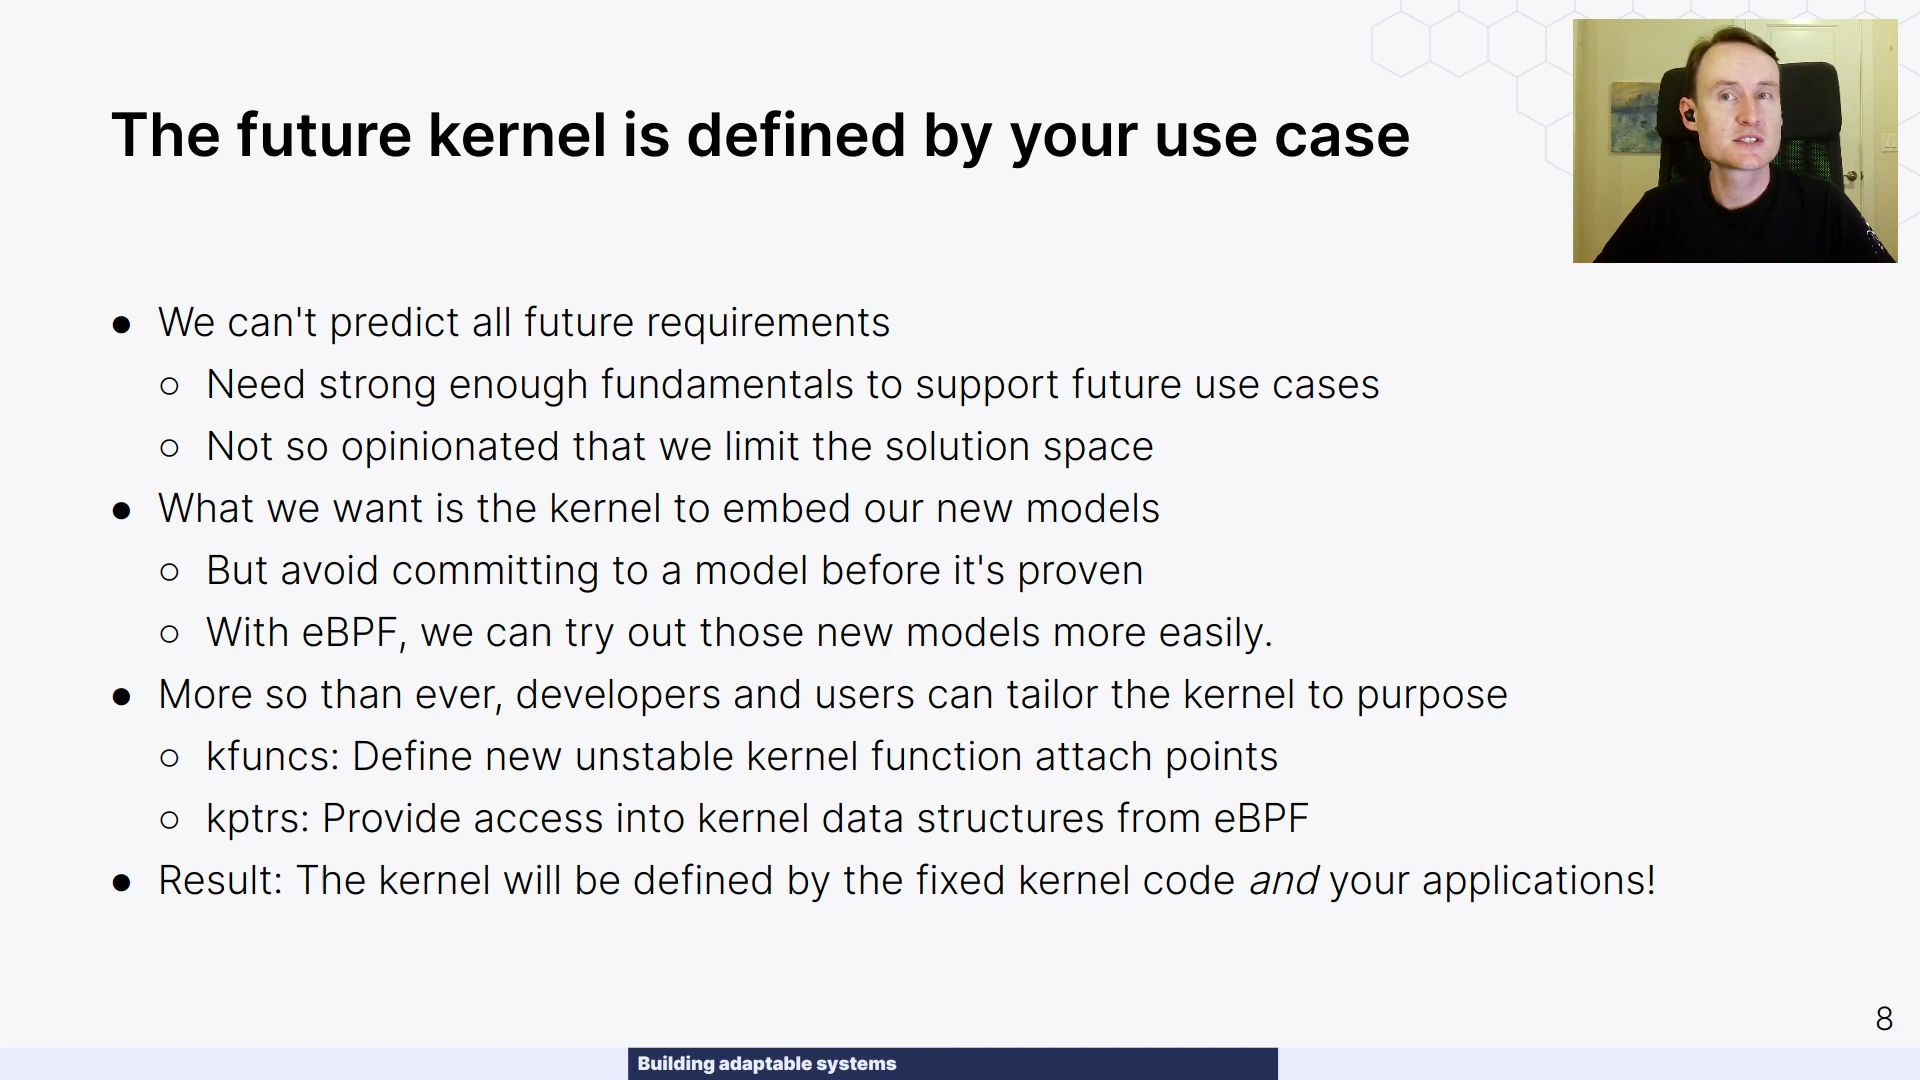 The future kernel is defined by your use case
● We can't predict all future requirements
○ Need strong enough fundamentals to support future use cases
○ Not so opinionated that we limit the solution space
● What we want is the kernel to embed our new models
○ But avoid committing to a model before it's proven
○ With eBPF, we can try out those new models more easily.
● More so than ever, developers and users can tailor the kernel to purpose
○ kfuncs: Define new unstable kernel function attach points
○ kptrs: Provide access into kernel data structures from eBPF
● Result: The kernel will be defined by the fixed kernel code and your applications!
8
Building adaptable systems